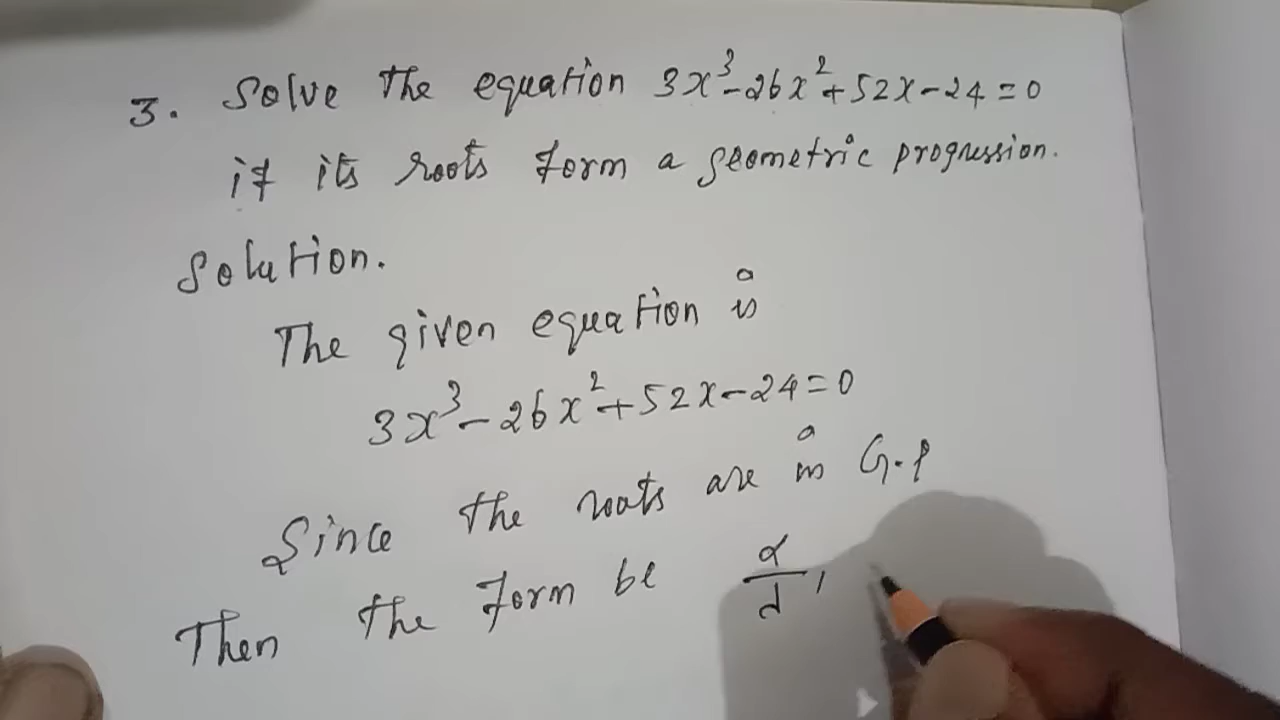 3. Solve The equation 3x³-26x²+52x-24=0
if its roots form a geometric progression.
Solution.
The given equation is
3x³-26x²+52x-24=0
Since the roots are in G.P
Then the form be α/d ,